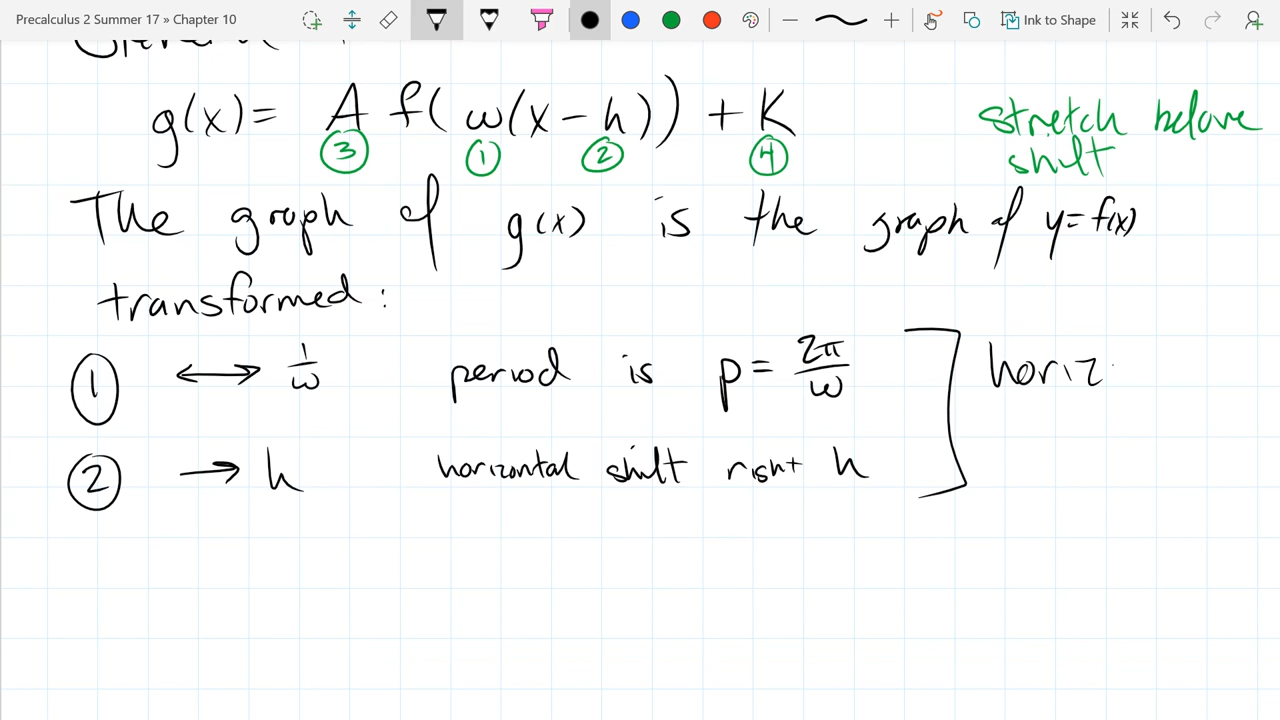 Precalculus 2 Summer 17 » Chapter 10
Ink to Shape
g(x) = A f( ω(x - h)) + K
③ ① ② ④
stretch before
shift
The graph of g(x) is the graph of y = f(x)
transformed:
① ↔ 1/ω period is p = 2π/ω horiz
② → h horizontal shift right h